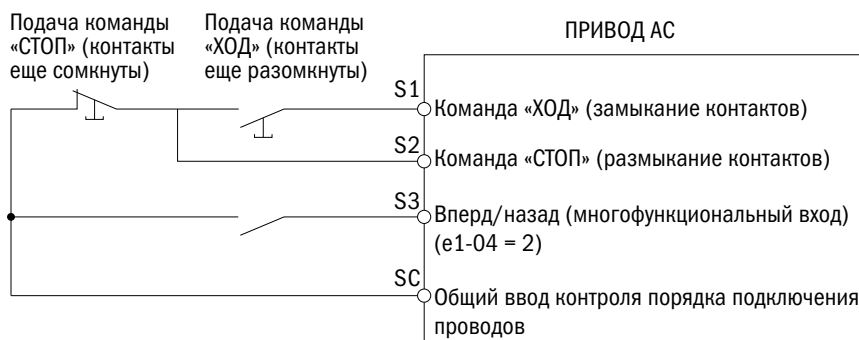 Подача команды
«СТОП» (контакты
еще сомкнуты)
Подача команды
«ХОД» (контакты
еще разомкнуты)
ПРИВОД АС
S1
Команда «ХОД» (замыкание контактов)
S2
Команда «СТОП» (размыкание контактов)
S3
Вперд/назад (многофункциональный вход)
(e1-04 = 2)
SC
Общий ввод контроля порядка подключения
проводов